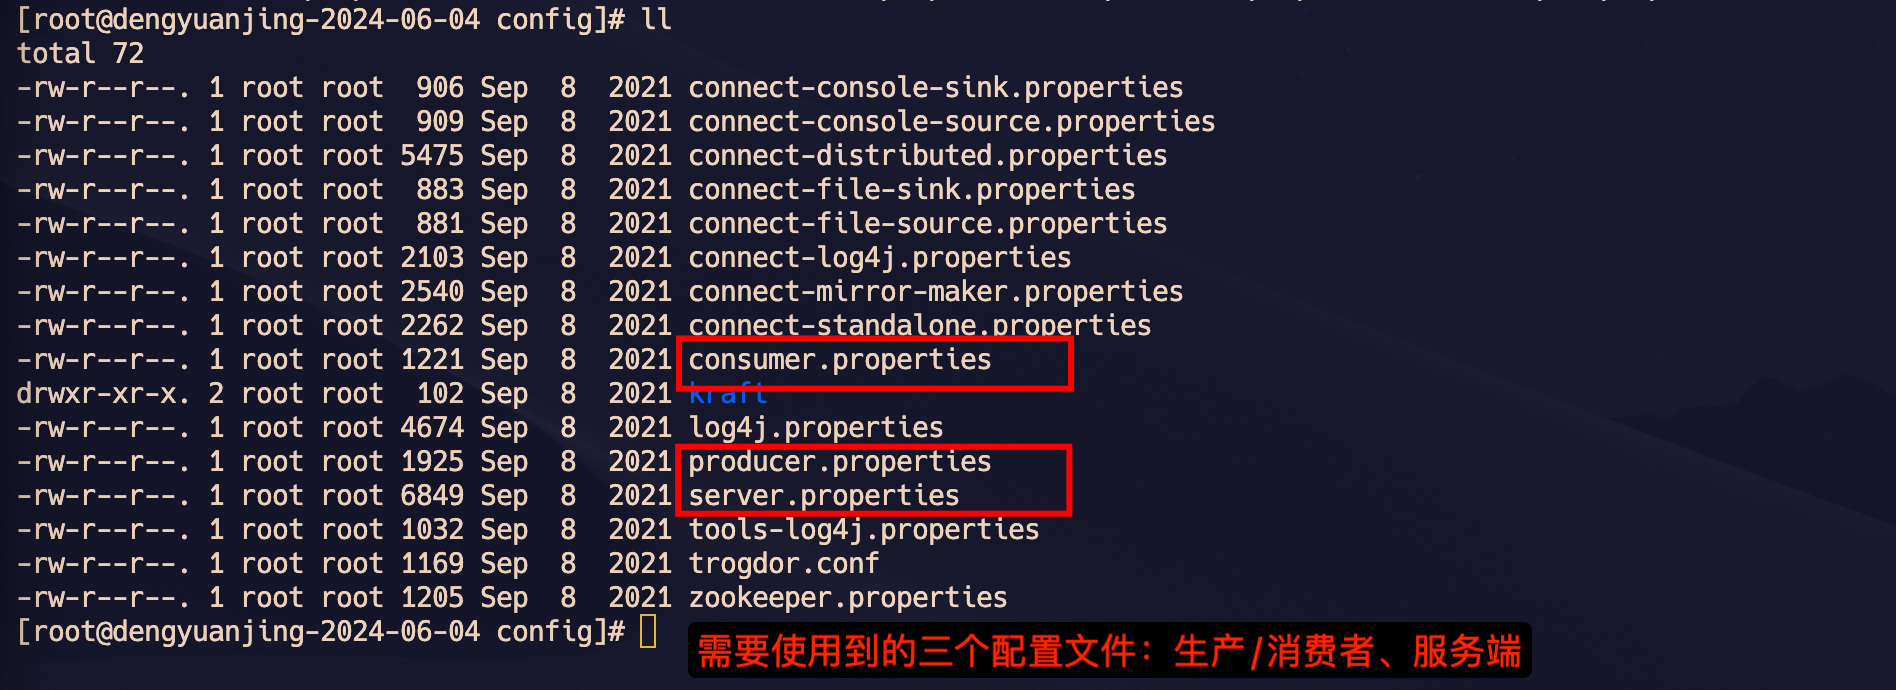 [root@dengyuanjing-2024-06-04 config]# ll
total 72
-rw-r--r--. 1 root root  906 Sep  8  2021 connect-console-sink.properties
-rw-r--r--. 1 root root  909 Sep  8  2021 connect-console-source.properties
-rw-r--r--. 1 root root 5475 Sep  8  2021 connect-distributed.properties
-rw-r--r--. 1 root root  883 Sep  8  2021 connect-file-sink.properties
-rw-r--r--. 1 root root  881 Sep  8  2021 connect-file-source.properties
-rw-r--r--. 1 root root 2103 Sep  8  2021 connect-log4j.properties
-rw-r--r--. 1 root root 2540 Sep  8  2021 connect-mirror-maker.properties
-rw-r--r--. 1 root root 2262 Sep  8  2021 connect-standalone.properties
-rw-r--r--. 1 root root 1221 Sep  8  2021 consumer.properties
drwxr-xr-x. 2 root root  102 Sep  8  2021 kraft
-rw-r--r--. 1 root root 4674 Sep  8  2021 log4j.properties
-rw-r--r--. 1 root root 1925 Sep  8  2021 producer.properties
-rw-r--r--. 1 root root 6849 Sep  8  2021 server.properties
-rw-r--r--. 1 root root 1032 Sep  8  2021 tools-log4j.properties
-rw-r--r--. 1 root root 1169 Sep  8  2021 trogdor.conf
-rw-r--r--. 1 root root 1205 Sep  8  2021 zookeeper.properties
[root@dengyuanjing-2024-06-04 config]#
需要使用到的三个配置文件：生产/消费者、服务端